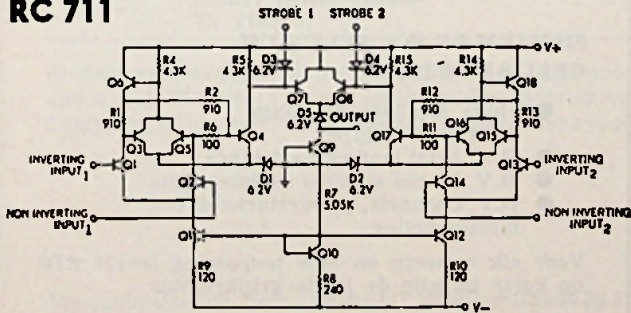 RC 711
STROBE 1 STROBE 2
V+
R4
4.3K
R5
4.3K
D3
6.2V
D4
6.2V
R15
4.3K
R14
4.3K
Q6
Q7
Q8
Q18
R1
910
R2
910
D5
6.2V
OUTPUT
R12
910
R13
910
Q3
Q5
R6
100
Q4
Q9
Q17
R11
100
Q16
Q15
INVERTING
INPUT1
Q1
D1
6.2V
D2
6.2V
Q13
INVERTING
INPUT2
Q2
R7
5.05K
Q14
NON INVERTING
INPUT1
NON INVERTING
INPUT2
Q11
Q10
Q12
R9
120
R8
240
R10
120
V-